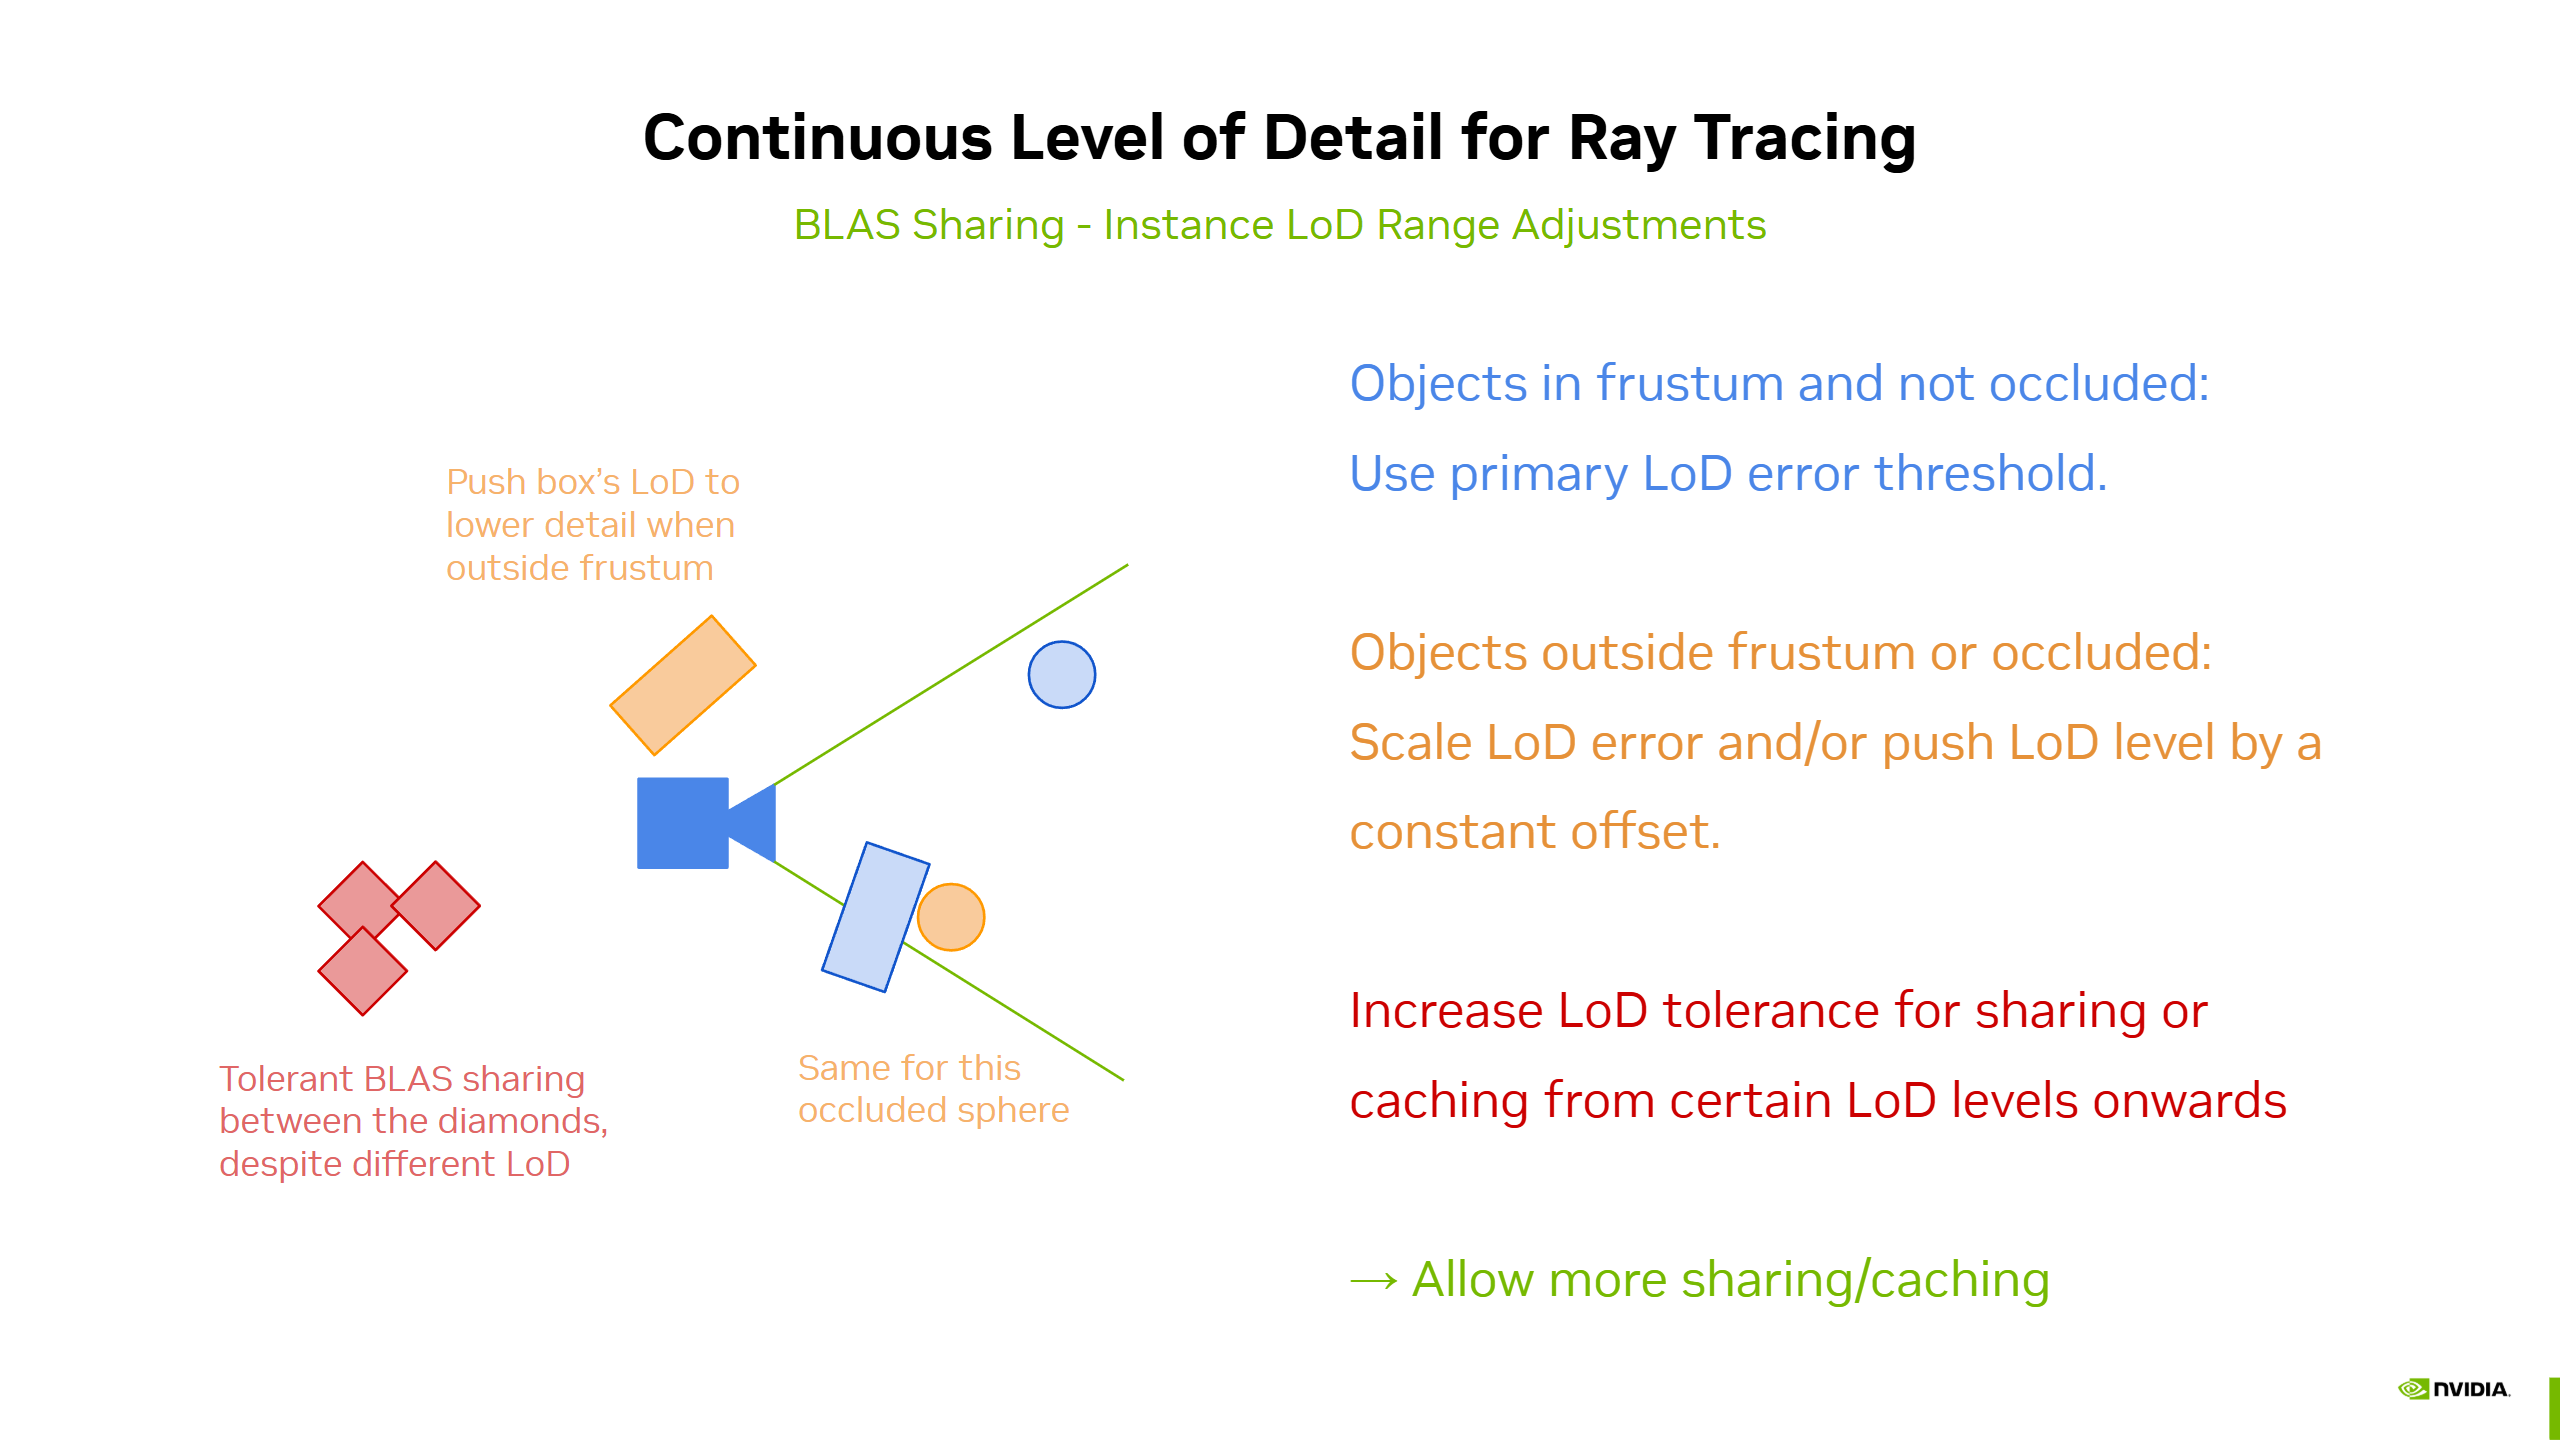 Continuous Level of Detail for Ray Tracing
BLAS Sharing - Instance LoD Range Adjustments
Push box’s LoD to
lower detail when
outside frustum
Tolerant BLAS sharing
between the diamonds,
despite different LoD
Same for this
occluded sphere
Objects in frustum and not occluded:
Use primary LoD error threshold.
Objects outside frustum or occluded:
Scale LoD error and/or push LoD level by a
constant offset.
Increase LoD tolerance for sharing or
caching from certain LoD levels onwards
→ Allow more sharing/caching
NVIDIA.